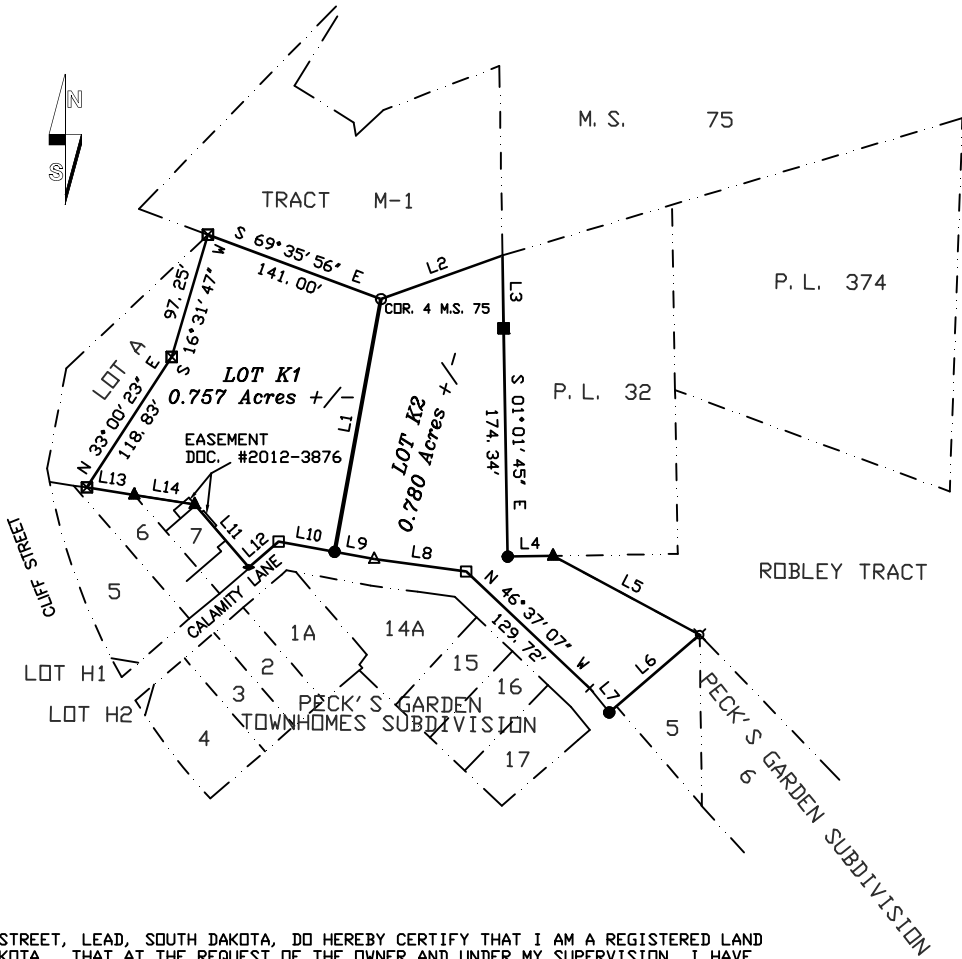 N
S
M. S. 75
TRACT M-1
S 69°35'56" E
141.00'
L2
COR. 4 M.S. 75
L3
P. L. 374
97.25'
S 16°31'47" W
LOT A
N 33°00'23" E
118.83'
LOT K1
0.757 Acres +/-
L1
LOT K2
0.780 Acres +/-
S 01°01'45" E
174.34'
P. L. 32
EASEMENT
DOC. #2012-3876
L13
L14
L11
L12
L10
L9
L8
L4
L5
L6
L7
N 46°37'07" W
129.72'
ROBLEY TRACT
CLIFF STREET
CALAMITY LANE
6
7
5
LOT H1
LOT H2
1A
2
3
4
14A
15
16
17
PECK'S GARDEN
TOWNHOMES SUBDIVISION
5
6
PECK'S GARDEN SUBDIVISION
STREET, LEAD, SOUTH DAKOTA, DO HEREBY CERTIFY THAT I AM A REGISTERED LAND
KOTA. THAT AT THE REQUEST OF THE OWNER AND UNDER MY SUPERVISION, I HAVE